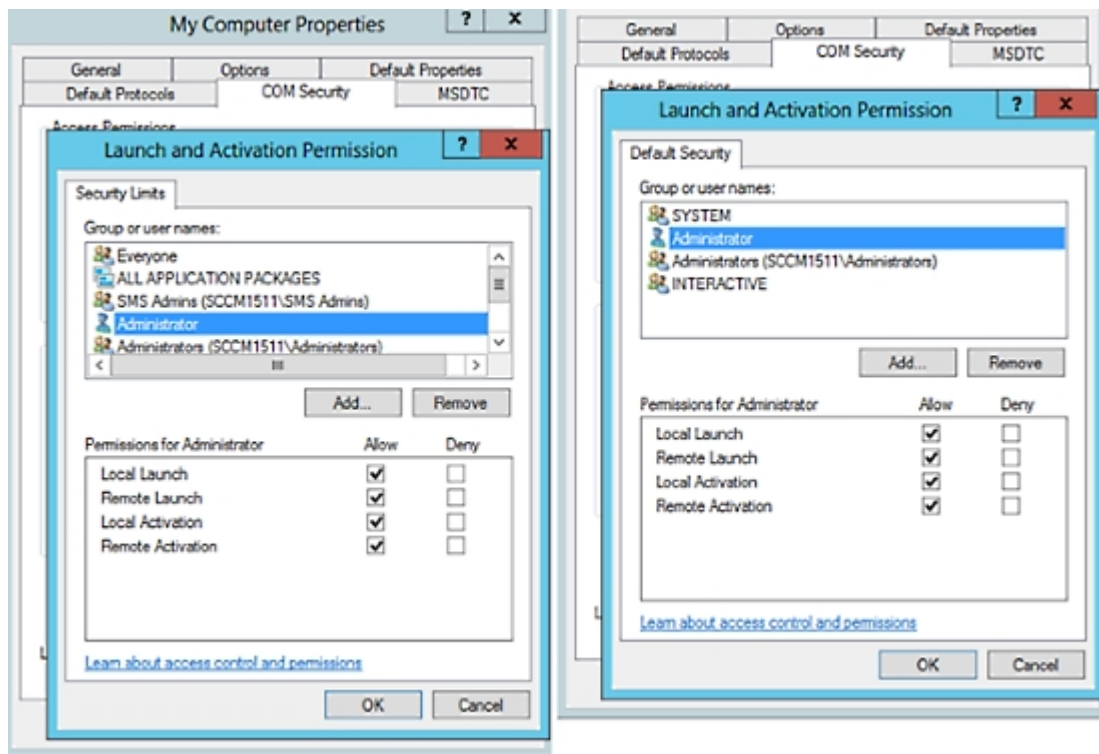 My Computer Properties
? X
General Options Default Properties
Default Protocols COM Security MSDTC
Access Permissions
Launch and Activation Permission
? X
Security Limits
Group or user names:
Everyone
ALL APPLICATION PACKAGES
SMS Admins (SCCM1511\SMS Admins)
Administrator
Administrators (SCCM1511\Administrators)
Add... Remove
Permissions for Administrator Allow Deny
Local Launch
Remote Launch
Local Activation
Remote Activation
Learn about access control and permissions
OK Cancel
General Options Default Properties
Default Protocols COM Security MSDTC
Access Permissions
Launch and Activation Permission
? X
Default Security
Group or user names:
SYSTEM
Administrator
Administrators (SCCM1511\Administrators)
INTERACTIVE
Add... Remove
Permissions for Administrator Allow Deny
Local Launch
Remote Launch
Local Activation
Remote Activation
Learn about access control and permissions
OK Cancel